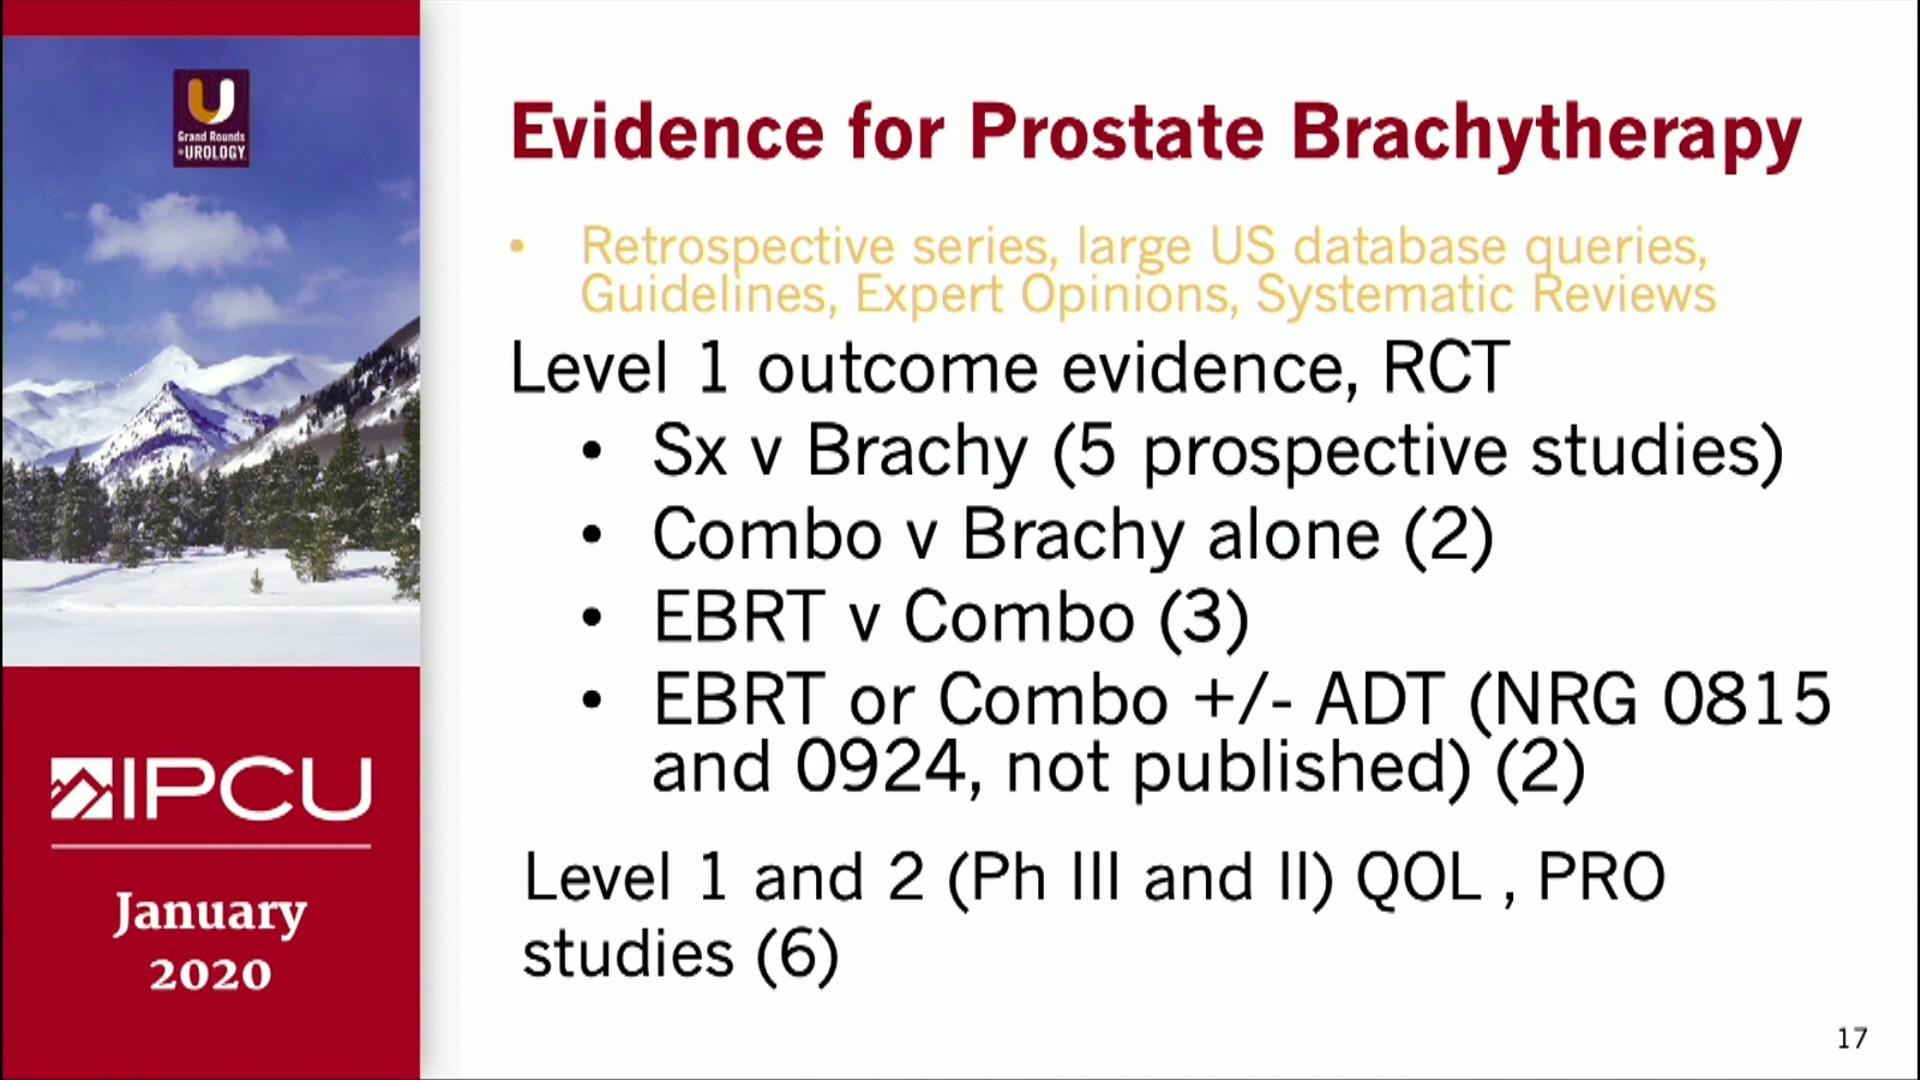 Grand Rounds
in UROLOGY
IPCU
January
2020
Evidence for Prostate Brachytherapy
• Retrospective series, large US database queries,
Guidelines, Expert Opinions, Systematic Reviews
Level 1 outcome evidence, RCT
• Sx v Brachy (5 prospective studies)
• Combo v Brachy alone (2)
• EBRT v Combo (3)
• EBRT or Combo +/- ADT (NRG 0815
and 0924, not published) (2)
Level 1 and 2 (Ph III and II) QOL , PRO
studies (6)
17